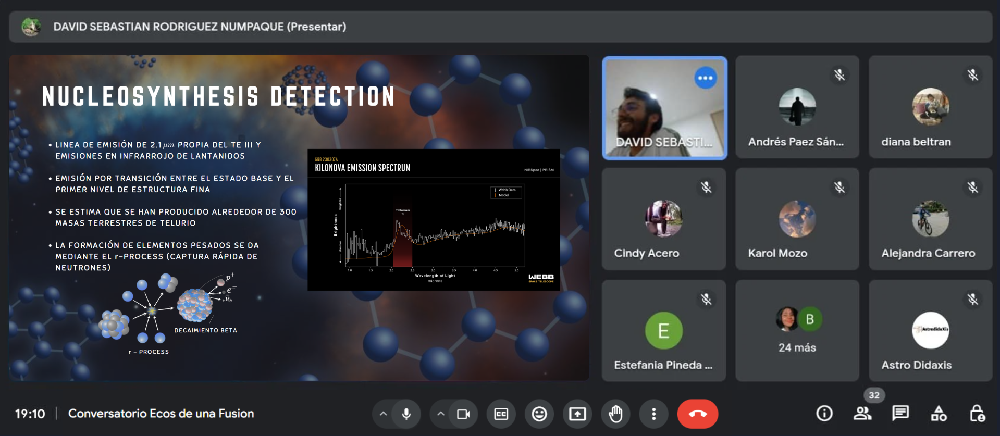 DAVID SEBASTIAN RODRIGUEZ NUMPAQUE (Presentar)
NUCLEOSYNTHESIS DETECTION
• LINEA DE EMISIÓN DE 2.1 μm PROPIA DEL TE III Y
EMISIONES EN INFRARROJO DE LANTANIDOS
• EMISIÓN POR TRANSICIÓN ENTRE EL ESTADO BASE Y EL
PRIMER NIVEL DE ESTRUCTURA FINA
• SE ESTIMA QUE SE HAN PRODUCIDO ALREDEDOR DE 300
MASAS TERRESTRES DE TELURIO
• LA FORMACIÓN DE ELEMENTOS PESADOS SE DA
MEDIANTE EL r-PROCESS (CAPTURA RÁPIDA DE
NEUTRONES)
p⁺
e⁻
ν̄ₑ
DECAIMIENTO BETA
r - PROCESS
GRB 230307A
KILONOVA EMISSION SPECTRUM
NIRSpec | PRISM
Webb Data
Model
Tellurium
Te
brighter
Brightness
dimmer
1.0 1.5 2.0 2.5 3.0 3.5 4.0 4.5 5.0
Wavelength of Light
microns
WEBB
SPACE TELESCOPE
DAVID SEBASTI...
Andrés Paez Sán...
diana beltran
Cindy Acero
Karol Mozo
Alejandra Carrero
E
Estefania Pineda ...
B
24 más
AstrodidaXis
Astro Didaxis
19:10 | Conversatorio Ecos de una Fusion
CC
32